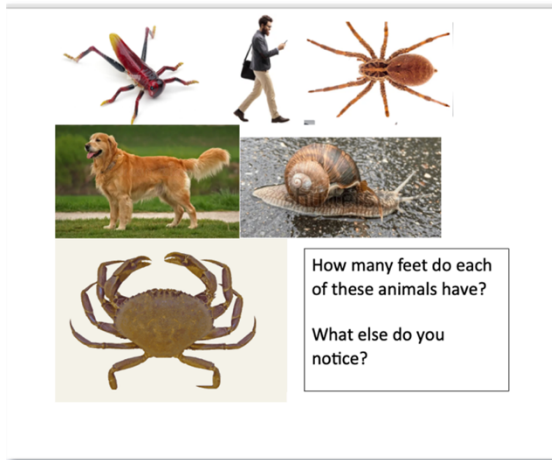 How many feet do each
of these animals have?
What else do you
notice?